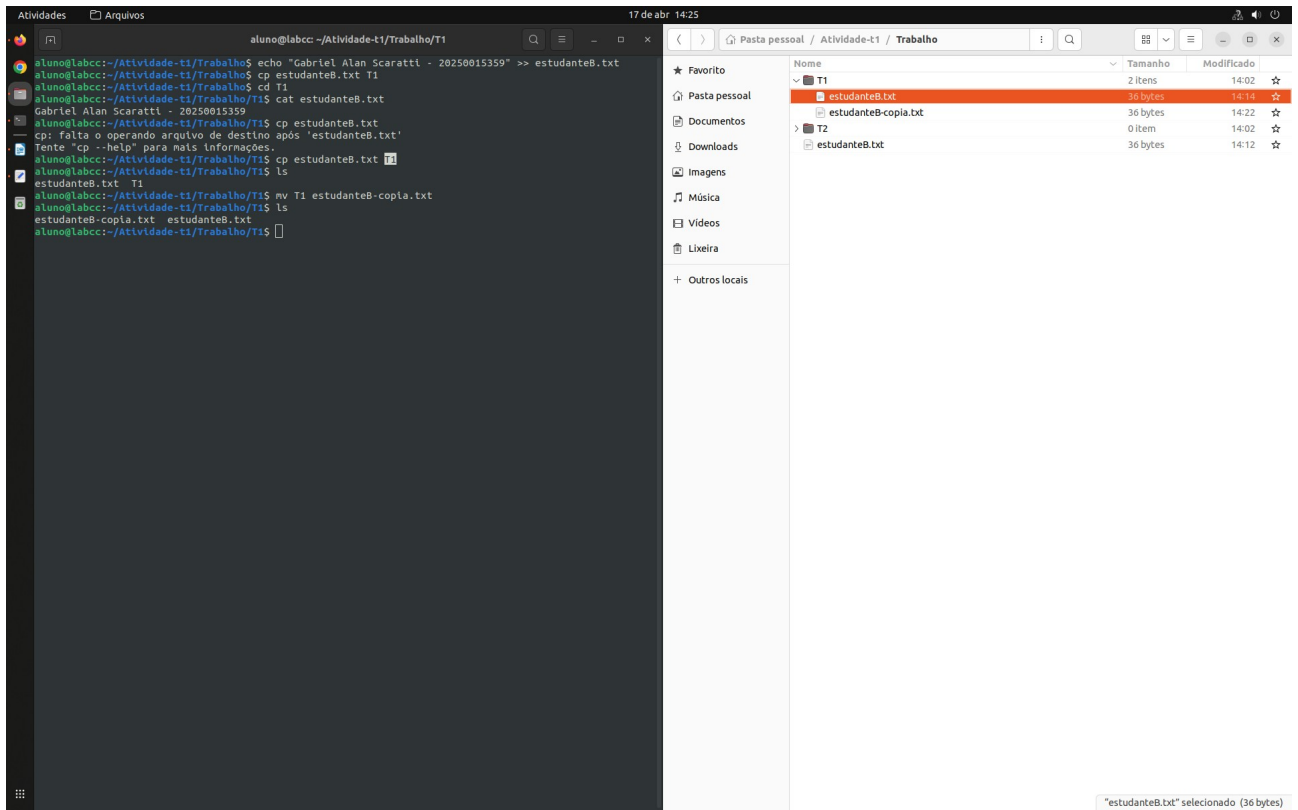 Atividades Arquivos 17 de abr 14:25
aluno@labcc: ~/Atividade-t1/Trabalho/T1
aluno@labcc:~/Atividade-t1/Trabalho$ echo "Gabriel Alan Scaratti - 20250015359" >> estudanteB.txt
aluno@labcc:~/Atividade-t1/Trabalho$ cp estudanteB.txt T1
aluno@labcc:~/Atividade-t1/Trabalho$ cd T1
aluno@labcc:~/Atividade-t1/Trabalho/T1$ cat estudanteB.txt
Gabriel Alan Scaratti - 20250015359
aluno@labcc:~/Atividade-t1/Trabalho/T1$ cp estudanteB.txt
cp: falta o operando arquivo de destino após 'estudanteB.txt'
Tente "cp --help" para mais informações.
aluno@labcc:~/Atividade-t1/Trabalho/T1$ cp estudanteB.txt T1
aluno@labcc:~/Atividade-t1/Trabalho/T1$ ls
estudanteB.txt T1
aluno@labcc:~/Atividade-t1/Trabalho/T1$ mv T1 estudanteB-copia.txt
aluno@labcc:~/Atividade-t1/Trabalho/T1$ ls
estudanteB-copia.txt estudanteB.txt
aluno@labcc:~/Atividade-t1/Trabalho/T1$
Pasta pessoal / Atividade-t1 / Trabalho
Favorito
Pasta pessoal
Documentos
Downloads
Imagens
Música
Vídeos
Lixeira
+ Outros locais
Nome Tamanho Modificado
T1 2 itens 14:02
estudanteB.txt 36 bytes 14:14
estudanteB-copia.txt 36 bytes 14:22
T2 0 item 14:02
estudanteB.txt 36 bytes 14:12
"estudanteB.txt" selecionado (36 bytes)